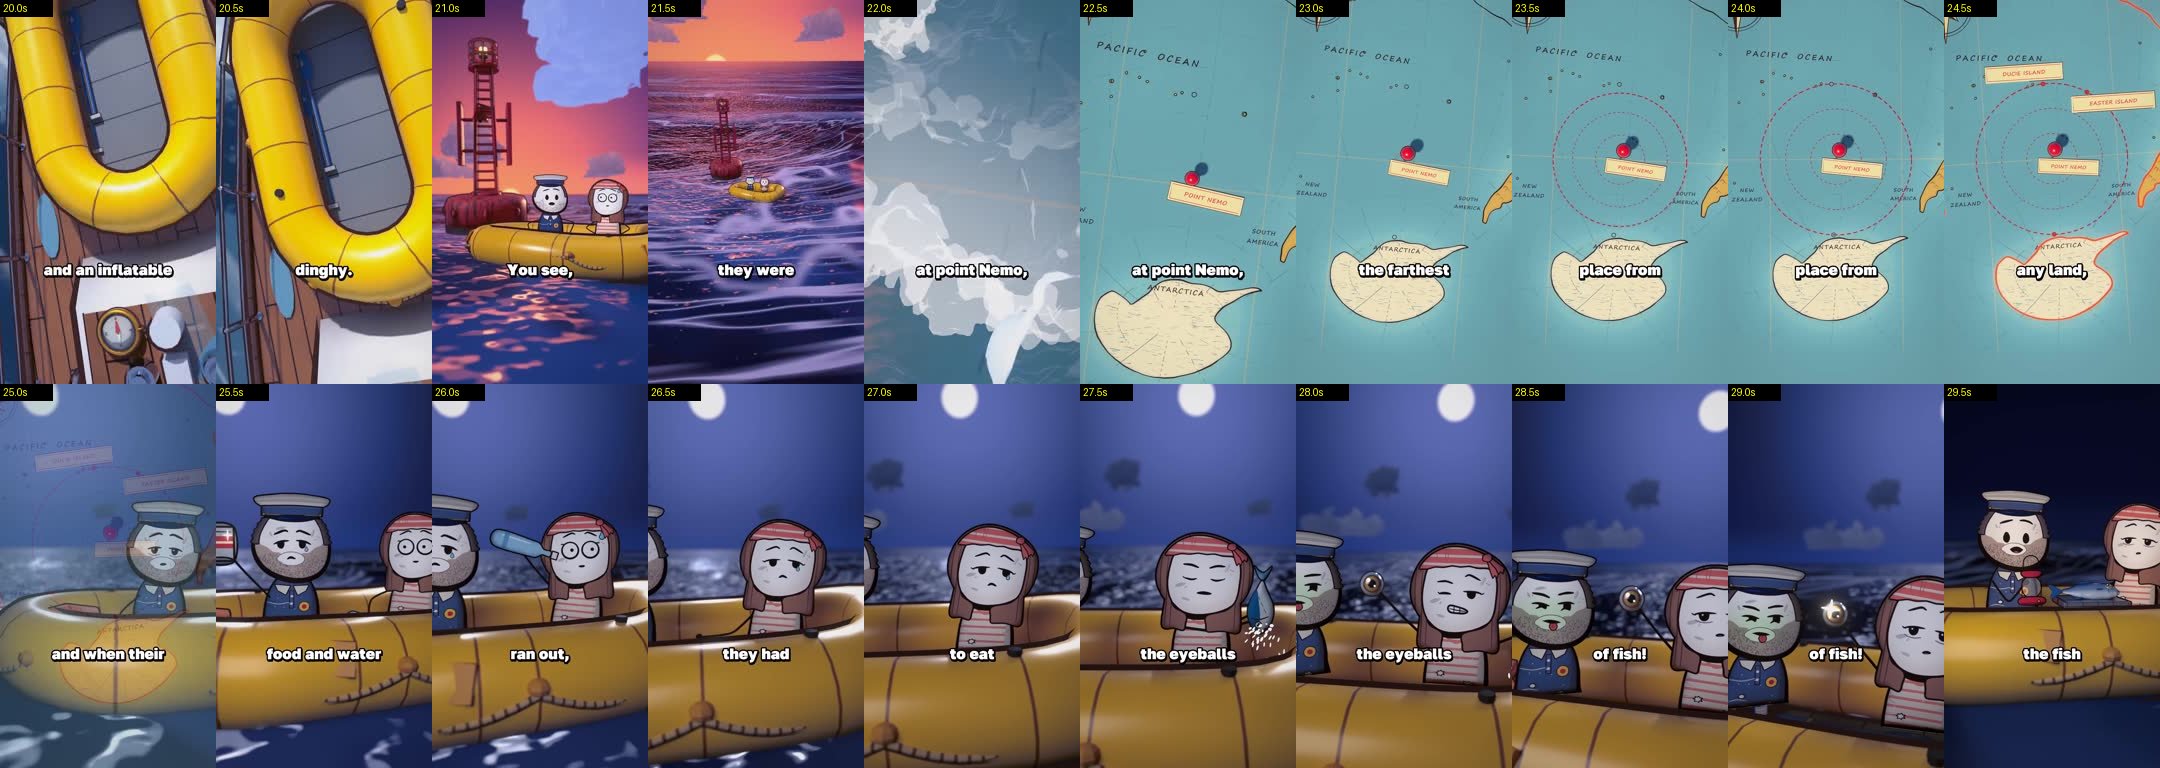 20.0s
and an inflatable
20.5s
dinghy.
21.0s
You see,
21.5s
they were
22.0s
at point Nemo,
22.5s
PACIFIC OCEAN
POINT NEMO
SOUTH
AMERICA
at point Nemo,
ANTARCTICA
23.0s
PACIFIC OCEAN
POINT NEMO
NEW
ZEALAND
SOUTH
AMERICA
ANTARCTICA
the farthest
23.5s
PACIFIC OCEAN
POINT NEMO
NEW
ZEALAND
SOUTH
AMERICA
ANTARCTICA
place from
24.0s
PACIFIC OCEAN
POINT NEMO
NEW
ZEALAND
SOUTH
AMERICA
ANTARCTICA
place from
24.5s
PACIFIC OCEAN
DUCIE ISLAND
EASTER ISLAND
POINT NEMO
NEW
ZEALAND
SOUTH
AMERICA
ANTARCTICA
any land,
25.0s
PACIFIC OCEAN
DUCIE ISLAND
EASTER ISLAND
ANTARCTICA
and when their
25.5s
food and water
26.0s
ran out,
26.5s
they had
27.0s
to eat
27.5s
the eyeballs
28.0s
the eyeballs
28.5s
of fish!
29.0s
of fish!
29.5s
the fish